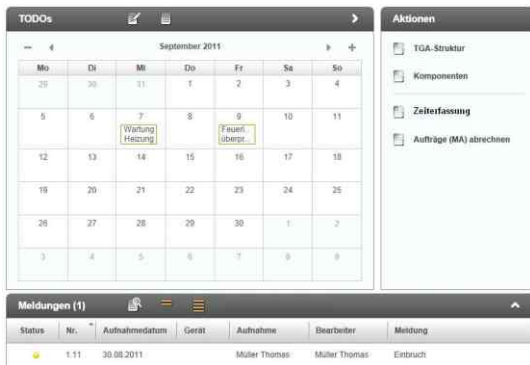 TODOs
September 2011
Mo Di Mi Do Fr Sa So
29 30 31 1 2 3 4
5 6 7 8 9 10 11
Wartung Heizung
Feuerl. überpr...
12 13 14 15 16 17 18
19 20 21 22 23 24 25
26 27 28 29 30 1 2
3 4 5 6 7 8 9
Aktionen
TGA-Struktur
Komponenten
Zeiterfassung
Aufträge (MA) abrechnen
Meldungen (1)
Status Nr. Aufnahmedatum Gerät Aufnahme Bearbeiter Meldung
1.11 30.08.2011 Müller Thomas Müller Thomas Einbruch